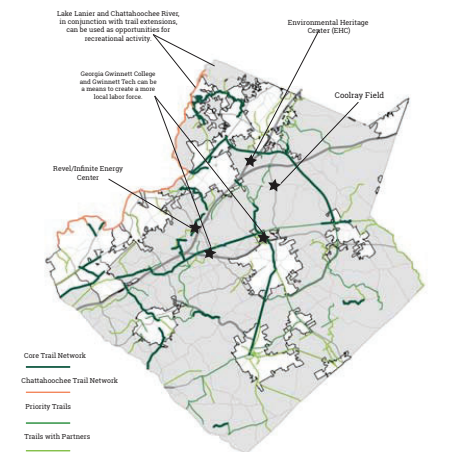 Lake Lanier and Chattahoochee River,
in conjunction with trail extensions,
can be used as opportunities for
recreational activity.
Environmental Heritage
Center (EHC)
Georgia Gwinnett College
and Gwinnett Tech can be
a means to create a more
local labor force.
Coolray Field
Revel/Infinite Energy
Center
Core Trail Network
Chattahoochee Trail Network
Priority Trails
Trails with Partners